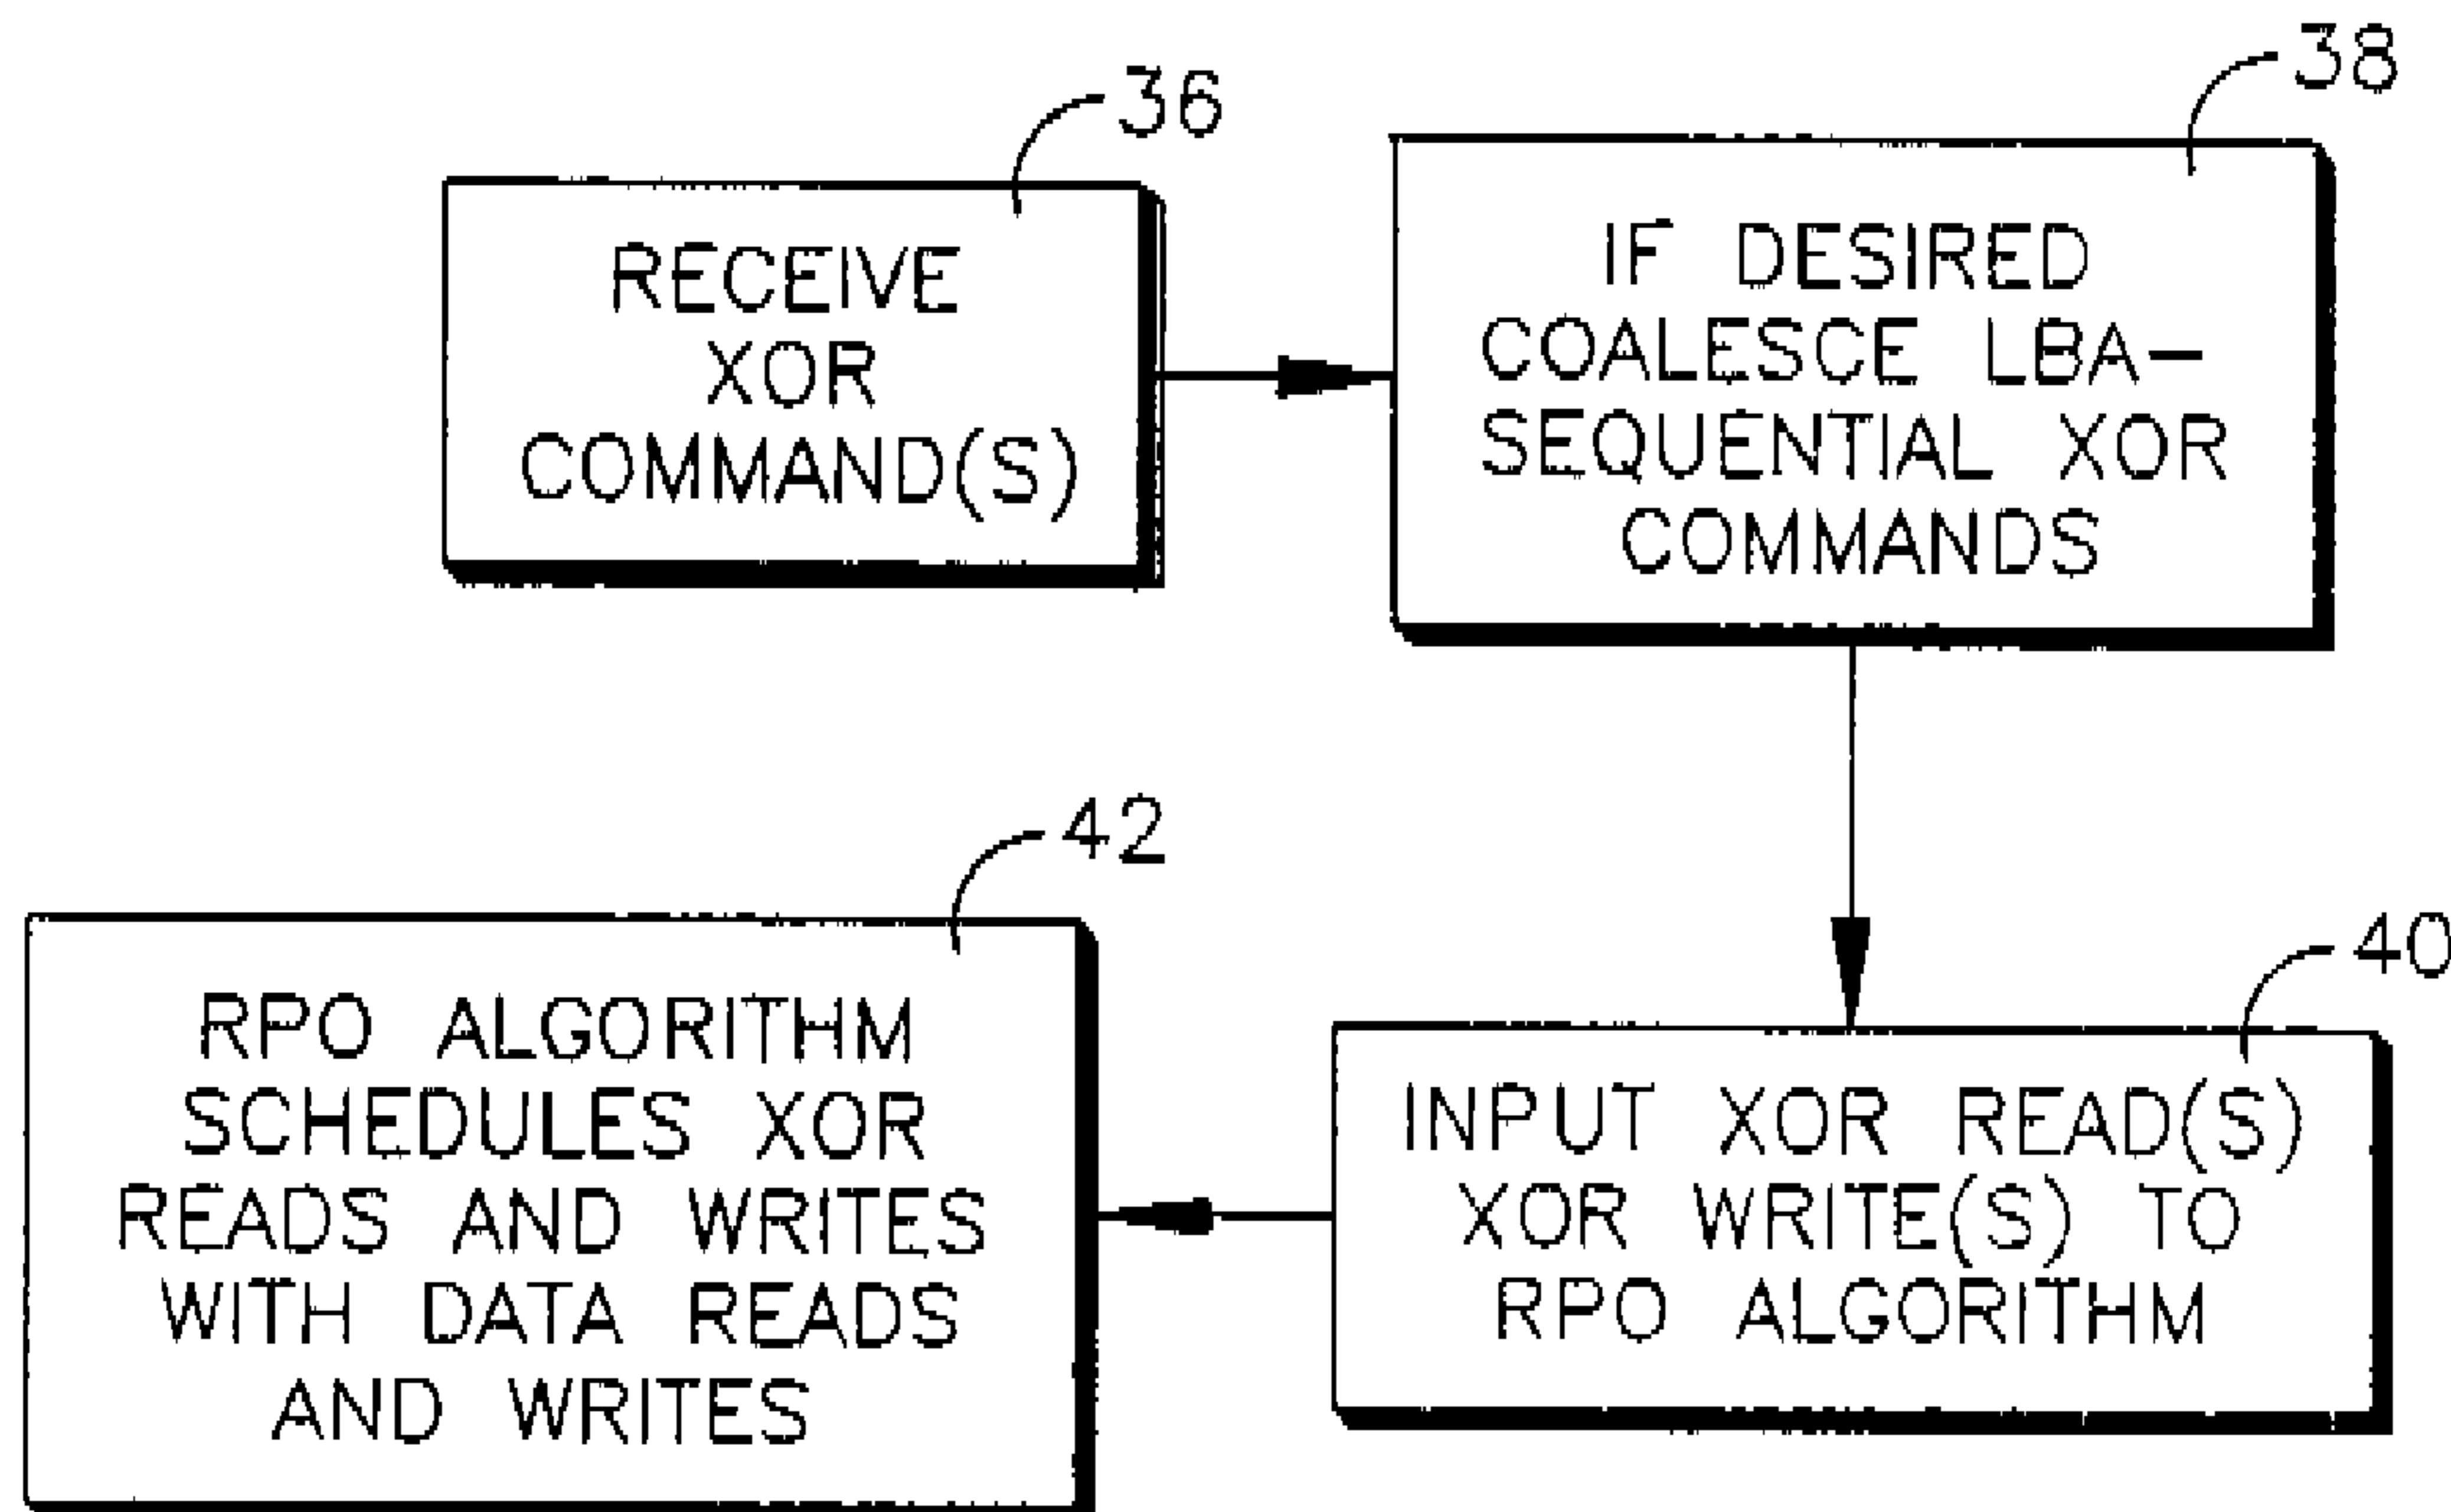 36
RECEIVE
XOR
COMMAND(S)
38
IF DESIRED
COALESCE LBA-
SEQUENTIAL XOR
COMMANDS
42
RPO ALGORITHM
SCHEDULES XOR
READS AND WRITES
WITH DATA READS
AND WRITES
40
INPUT XOR READ(S)
XOR WRITE(S) TO
RPO ALGORITHM